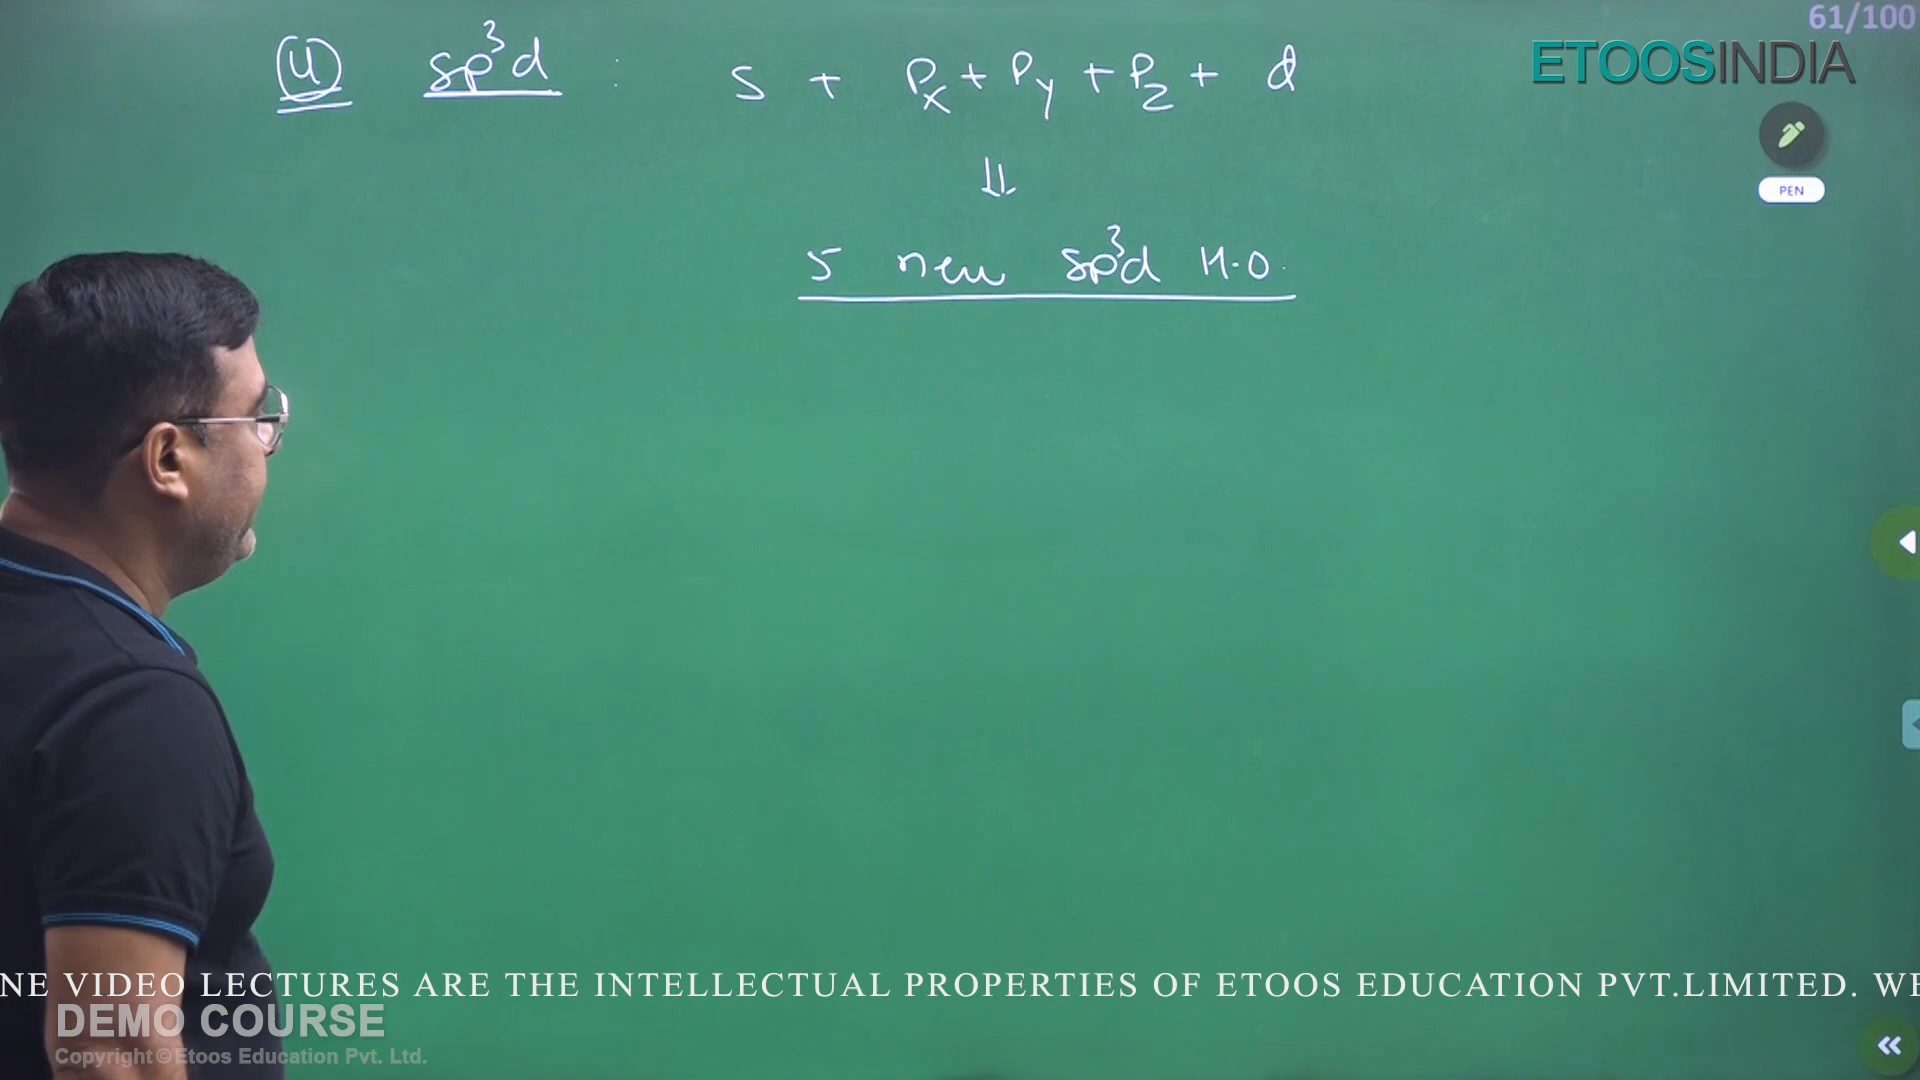 61/100
ETOOSINDIA
(4) sp³d : s + Px + Py + Pz + d
PEN
⇓
5 new sp³d H.O.
NE VIDEO LECTURES ARE THE INTELLECTUAL PROPERTIES OF ETOOS EDUCATION PVT.LIMITED. WE
DEMO COURSE
Copyright © Etoos Education Pvt. Ltd.